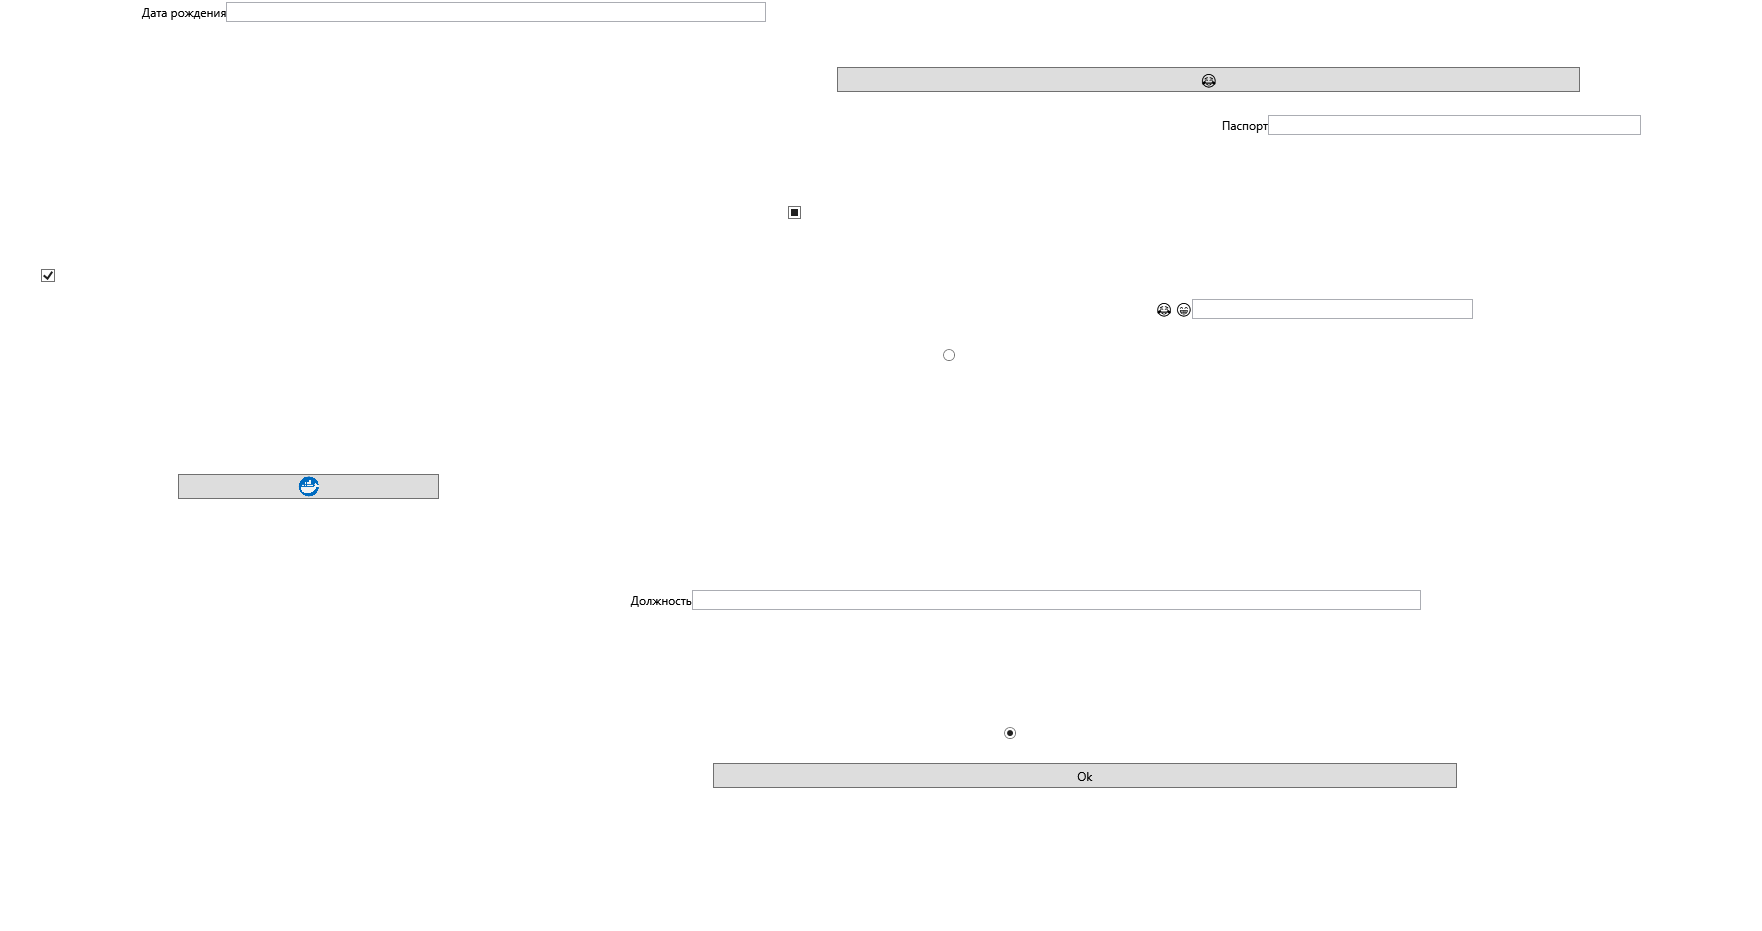 Дата рождения
Паспорт
Должность
Ok